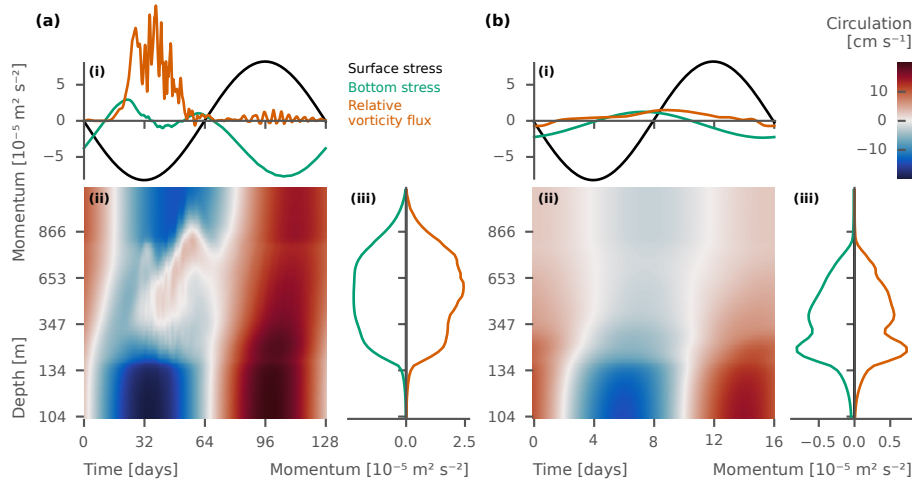 (a)
(b)
Circulation
[cm s⁻¹]
(i)
Surface stress
Bottom stress
Relative
vorticity flux
(i)
Momentum [10⁻⁵ m² s⁻²]
5
0
−5
5
0
−5
10
0
−10
(ii)
(iii)
(ii)
(iii)
Depth [m]
866
653
347
134
104
866
653
347
134
104
0 32 64 96 128
0.0 2.5
0 4 8 12 16
−0.5 0.0 0.5
Time [days]
Momentum [10⁻⁵ m² s⁻²]
Time [days]
Momentum [10⁻⁵ m² s⁻²]